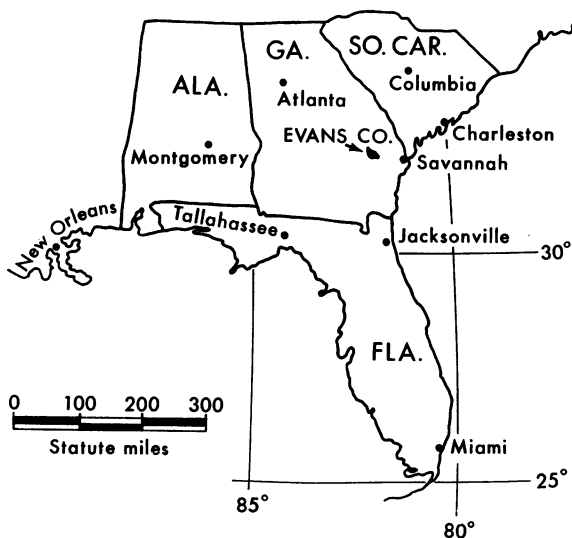 GA.
SO. CAR.
ALA.
Columbia
Atlanta
EVANS CO.
Charleston
Montgomery
Savannah
New Orleans
Tallahassee
Jacksonville
30°
FLA.
0 100 200 300
Statute miles
Miami
25°
85°
80°